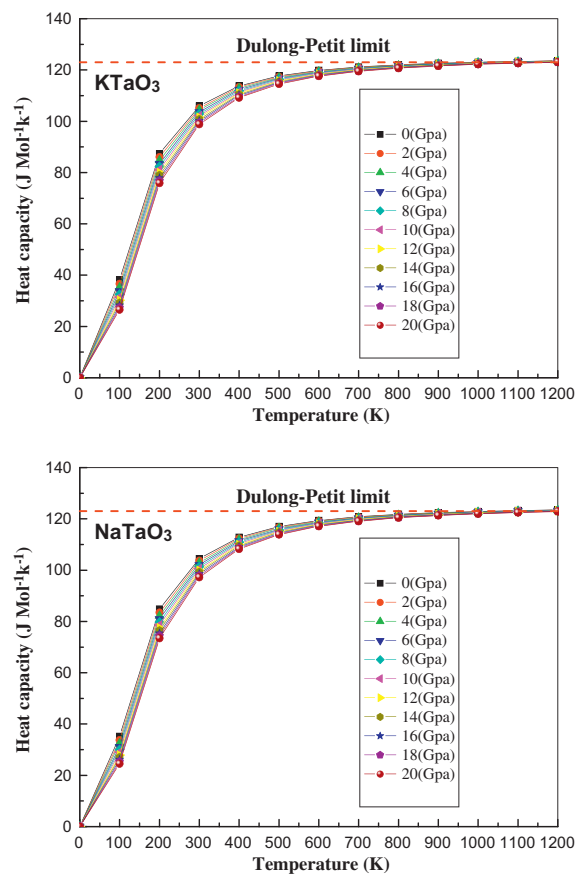 140
Dulong-Petit limit
120
KTaO3
100
80
60
40
20
0
Heat capacity (J Mol-1k-1)
0(Gpa)
2(Gpa)
4(Gpa)
6(Gpa)
8(Gpa)
10(Gpa)
12(Gpa)
14(Gpa)
16(Gpa)
18(Gpa)
20(Gpa)
0 100 200 300 400 500 600 700 800 900 1000 1100 1200
Temperature (K)
140
Dulong-Petit limit
120
NaTaO3
100
80
60
40
20
0
Heat capacity (J Mol-1k-1)
0(Gpa)
2(Gpa)
4(Gpa)
6(Gpa)
8(Gpa)
10(Gpa)
12(Gpa)
14(Gpa)
16(Gpa)
18(Gpa)
20(Gpa)
0 100 200 300 400 500 600 700 800 900 1000 1100 1200
Temperature (K)